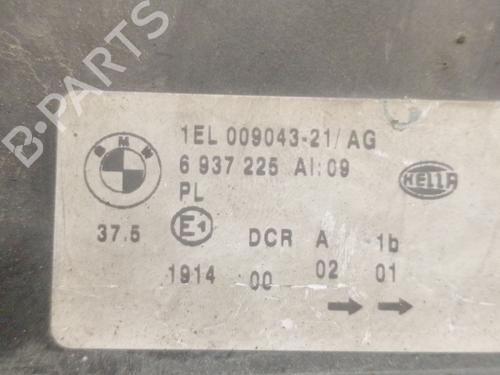 B-PARTS
BMW
1EL 009043-21/ AG
6 937 225 AI:09
HELLA
PL
37.5 E1 DCR A 1b
1914 00 02 01